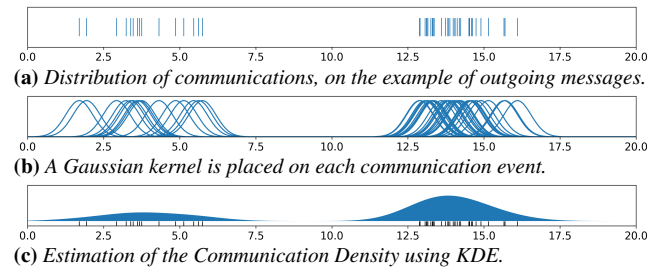 0.0 2.5 5.0 7.5 10.0 12.5 15.0 17.5 20.0
(a) Distribution of communications, on the example of outgoing messages.
0.0 2.5 5.0 7.5 10.0 12.5 15.0 17.5 20.0
(b) A Gaussian kernel is placed on each communication event.
0.0 2.5 5.0 7.5 10.0 12.5 15.0 17.5 20.0
(c) Estimation of the Communication Density using KDE.